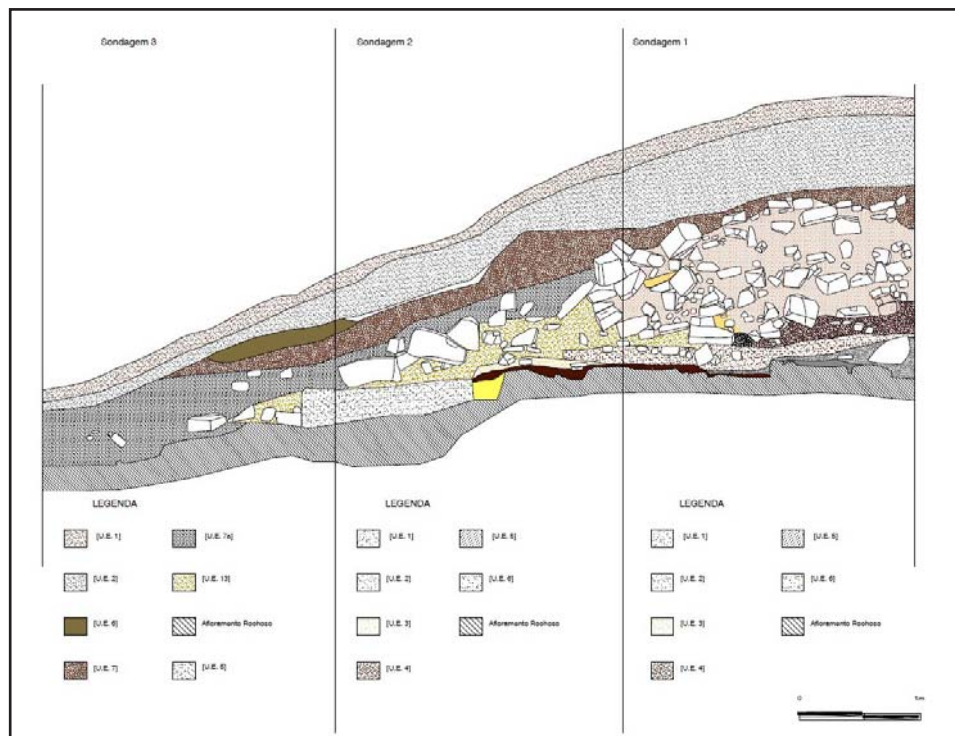 Sondagem 3
Sondagem 2
Sondagem 1
LEGENDA
[U.E. 1]
[U.E. 7a]
[U.E. 2]
[U.E. 13]
[U.E. 6]
Afloramento Rochoso
[U.E. 7]
[U.E. 8]
LEGENDA
[U.E. 1]
[U.E. 5]
[U.E. 2]
[U.E. 6]
[U.E. 3]
Afloramento Rochoso
[U.E. 4]
LEGENDA
[U.E. 1]
[U.E. 5]
[U.E. 2]
[U.E. 6]
[U.E. 3]
Afloramento Rochoso
[U.E. 4]
0